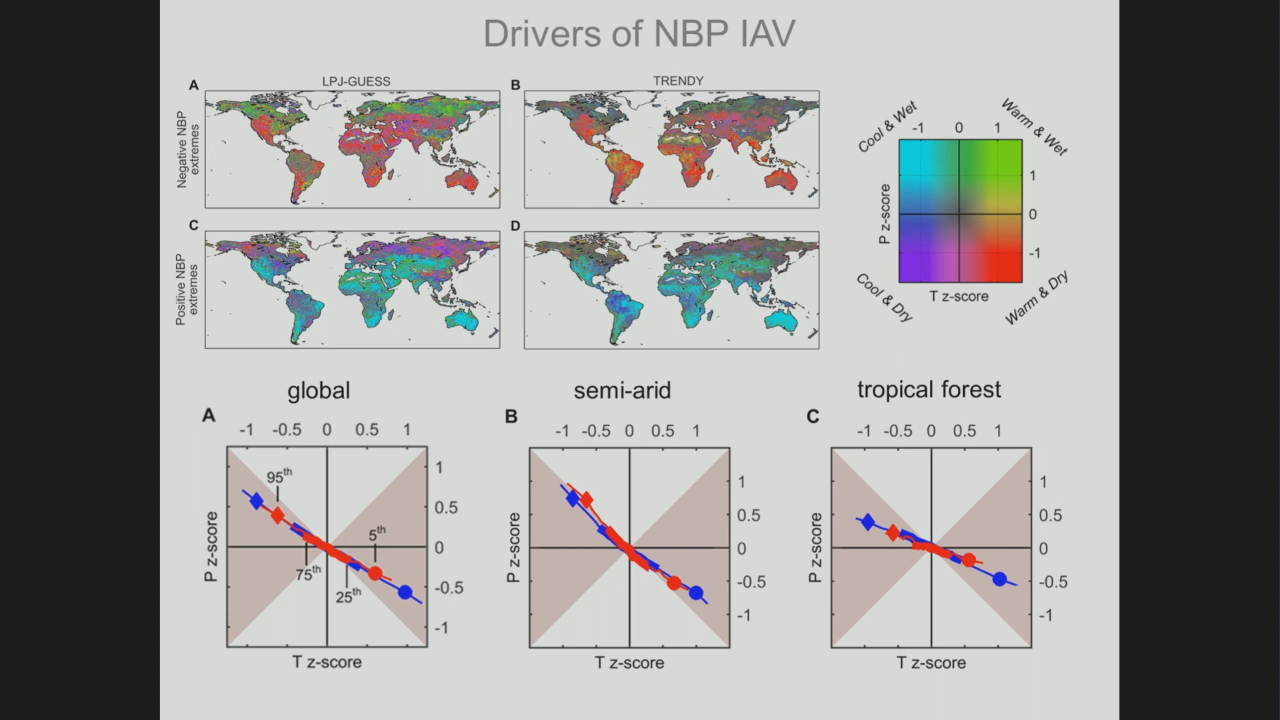 Drivers of NBP IAV
A
LPJ-GUESS
B
TRENDY
Negative NBP
extremes
C
D
Positive NBP
extremes
Cool & Wet
Warm & Wet
-1 0 1
P z-score
1
0
-1
Cool & Dry
T z-score
Warm & Dry
global
semi-arid
tropical forest
A
-1 -0.5 0 0.5 1
95th
5th
75th
25th
P z-score
1
0.5
0
-0.5
-1
T z-score
B
-1 -0.5 0 0.5 1
P z-score
1
0.5
0
-0.5
-1
T z-score
C
-1 -0.5 0 0.5 1
P z-score
1
0.5
0
-0.5
-1
T z-score